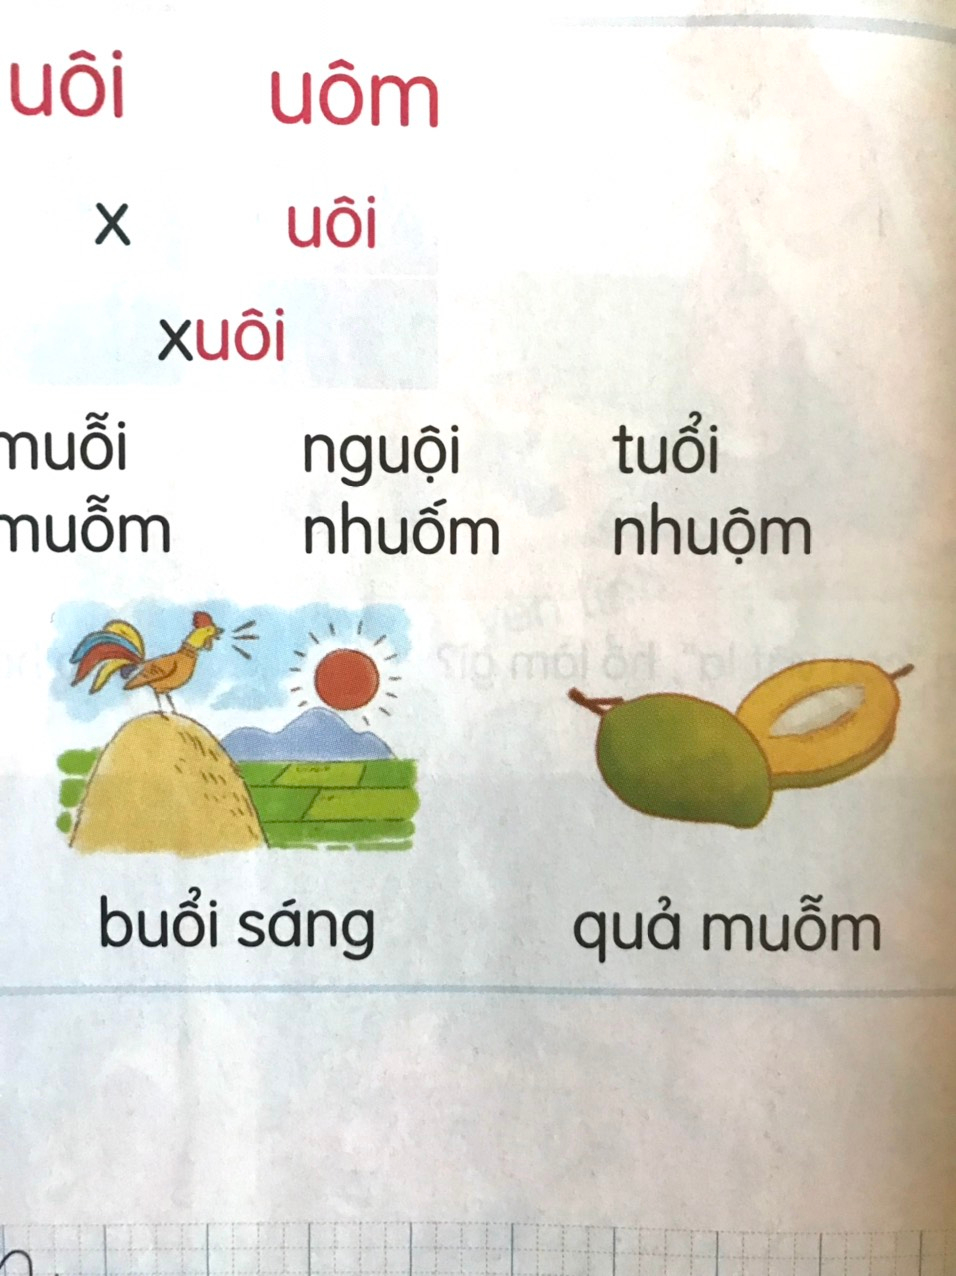 uôi uôm
x uôi
xuôi
muỗi nguội tuổi
muỗm nhuốm nhuộm
buổi sáng quả muỗm